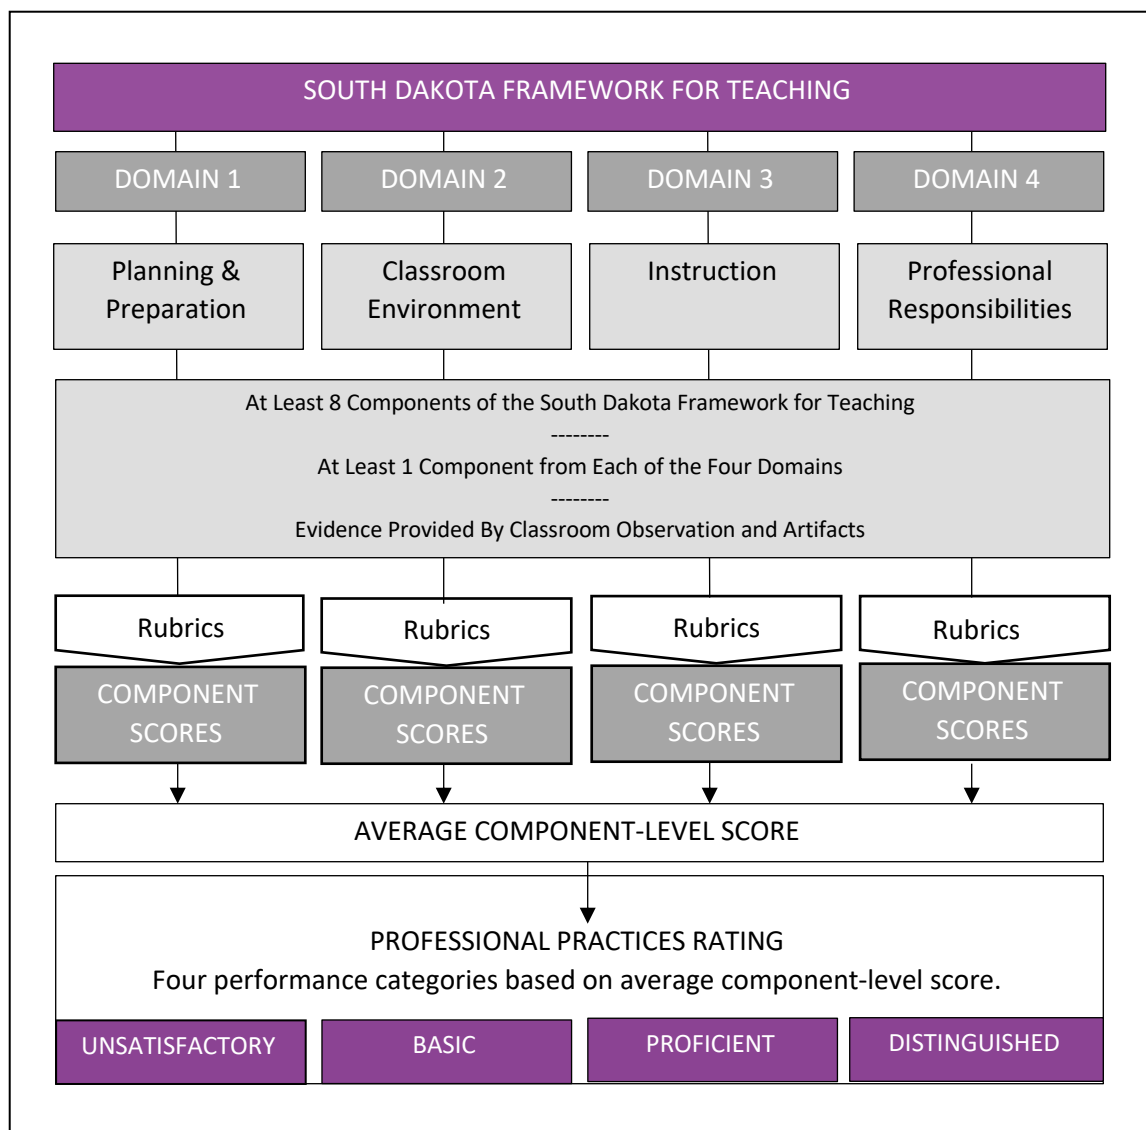 SOUTH DAKOTA FRAMEWORK FOR TEACHING
DOMAIN 1
DOMAIN 2
DOMAIN 3
DOMAIN 4
Planning &
Preparation
Classroom
Environment
Instruction
Professional
Responsibilities
At Least 8 Components of the South Dakota Framework for Teaching
--------
At Least 1 Component from Each of the Four Domains
--------
Evidence Provided By Classroom Observation and Artifacts
Rubrics
Rubrics
Rubrics
Rubrics
COMPONENT
SCORES
COMPONENT
SCORES
COMPONENT
SCORES
COMPONENT
SCORES
AVERAGE COMPONENT-LEVEL SCORE
PROFESSIONAL PRACTICES RATING
Four performance categories based on average component-level score.
UNSATISFACTORY
BASIC
PROFICIENT
DISTINGUISHED